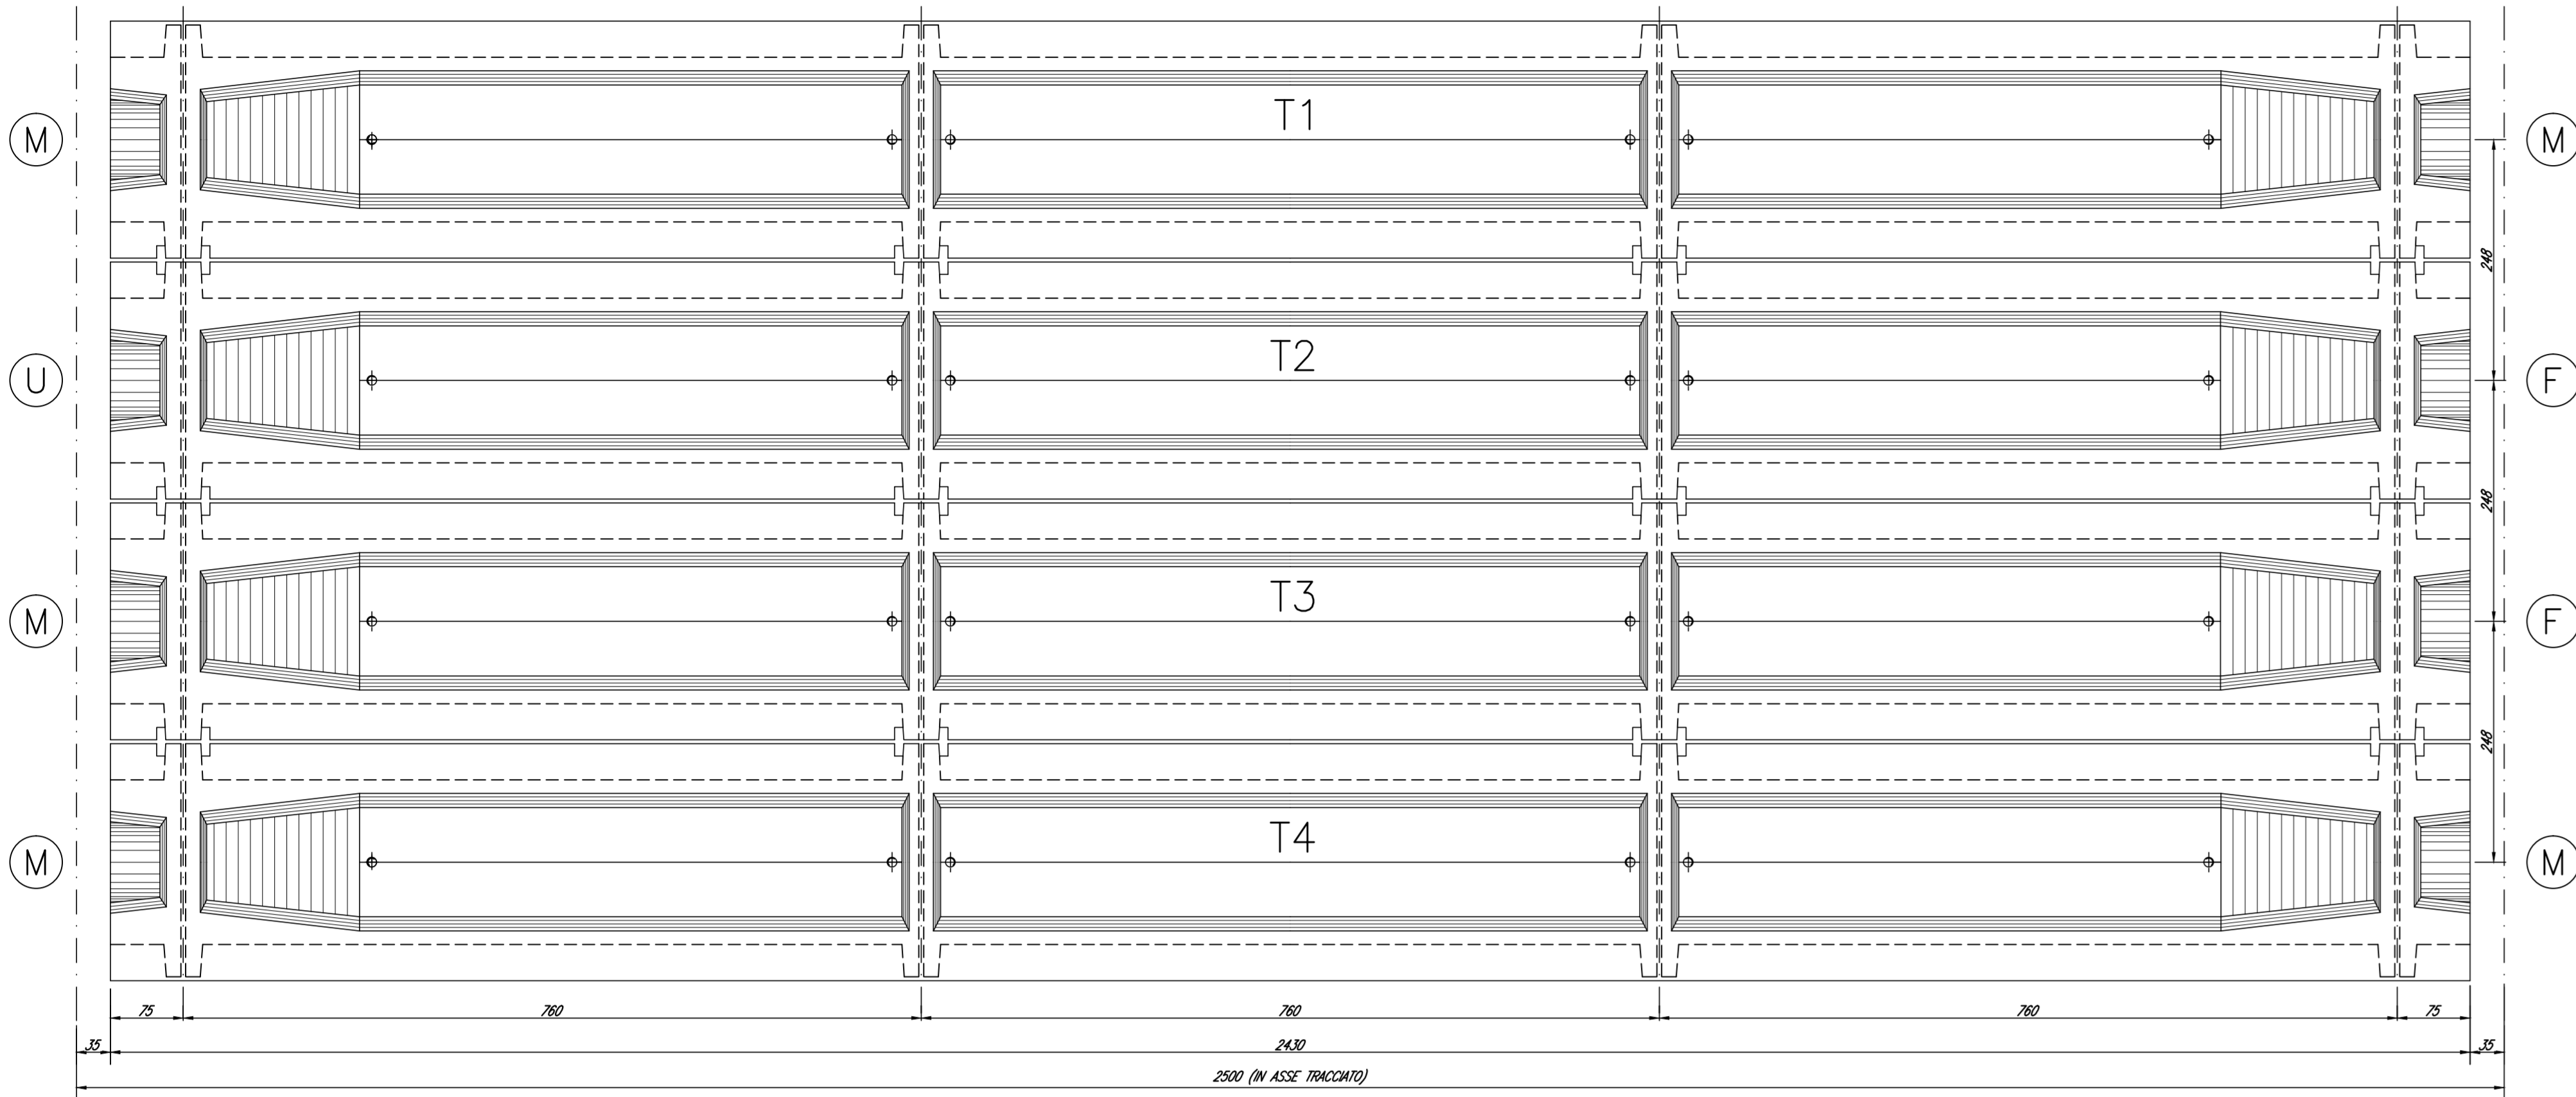 T1
M
M
248
T2
U
F
248
T3
M
F
248
T4
M
M
75
760
760
760
75
35
2430
35
2500 (IN ASSE TRACCIATO)